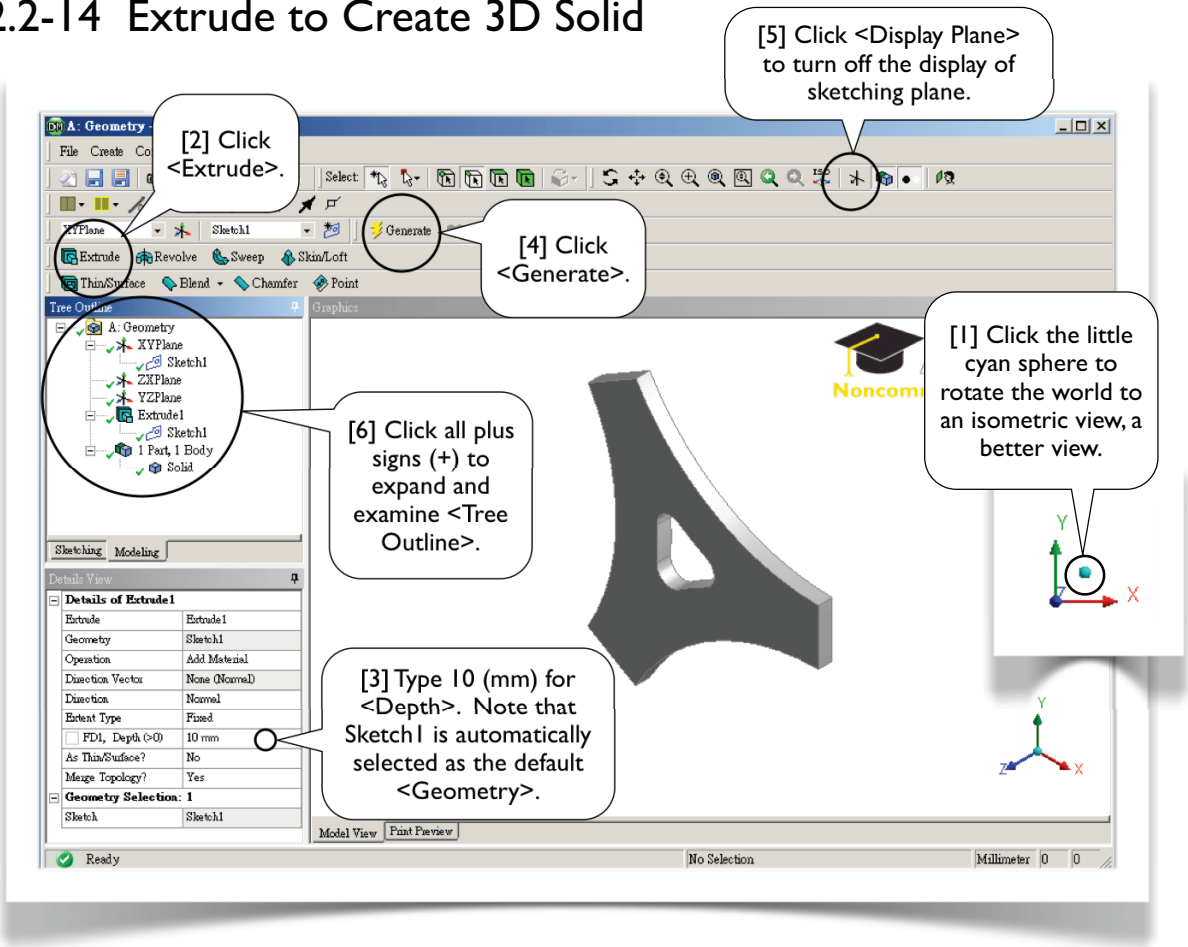 2.2-14 Extrude to Create 3D Solid
[5] Click <Display Plane>
to turn off the display of
sketching plane.
A: Geometry -
[2] Click
<Extrude>.
File Create
Select:
XYPlane
Sketch1
Generate
[4] Click
<Generate>.
Extrude Revolve Sweep Skin/Loft
Thin/Surface Blend Chamfer Point
Tree Outline
Graphics
A: Geometry
XYPlane
Sketch1
ZXPlane
YZPlane
Extrude1
Sketch1
1 Part, 1 Body
Solid
[1] Click the little
cyan sphere to
rotate the world to
an isometric view, a
better view.
[6] Click all plus
signs (+) to
expand and
examine <Tree
Outline>.
Y
Z
X
Sketching Modeling
Details View
Details of Extrude1
Extrude Extrude1
Geometry Sketch1
Operation Add Material
Direction Vector None (Normal)
Direction Normal
Extent Type Fixed
FD1, Depth (>0) 10 mm
As Thin/Surface? No
Merge Topology? Yes
Geometry Selection: 1
Sketch Sketch1
[3] Type 10 (mm) for
<Depth>. Note that
Sketch1 is automatically
selected as the default
<Geometry>.
Y
Z
X
Model View Print Preview
Ready
No Selection
Millimeter 0 0